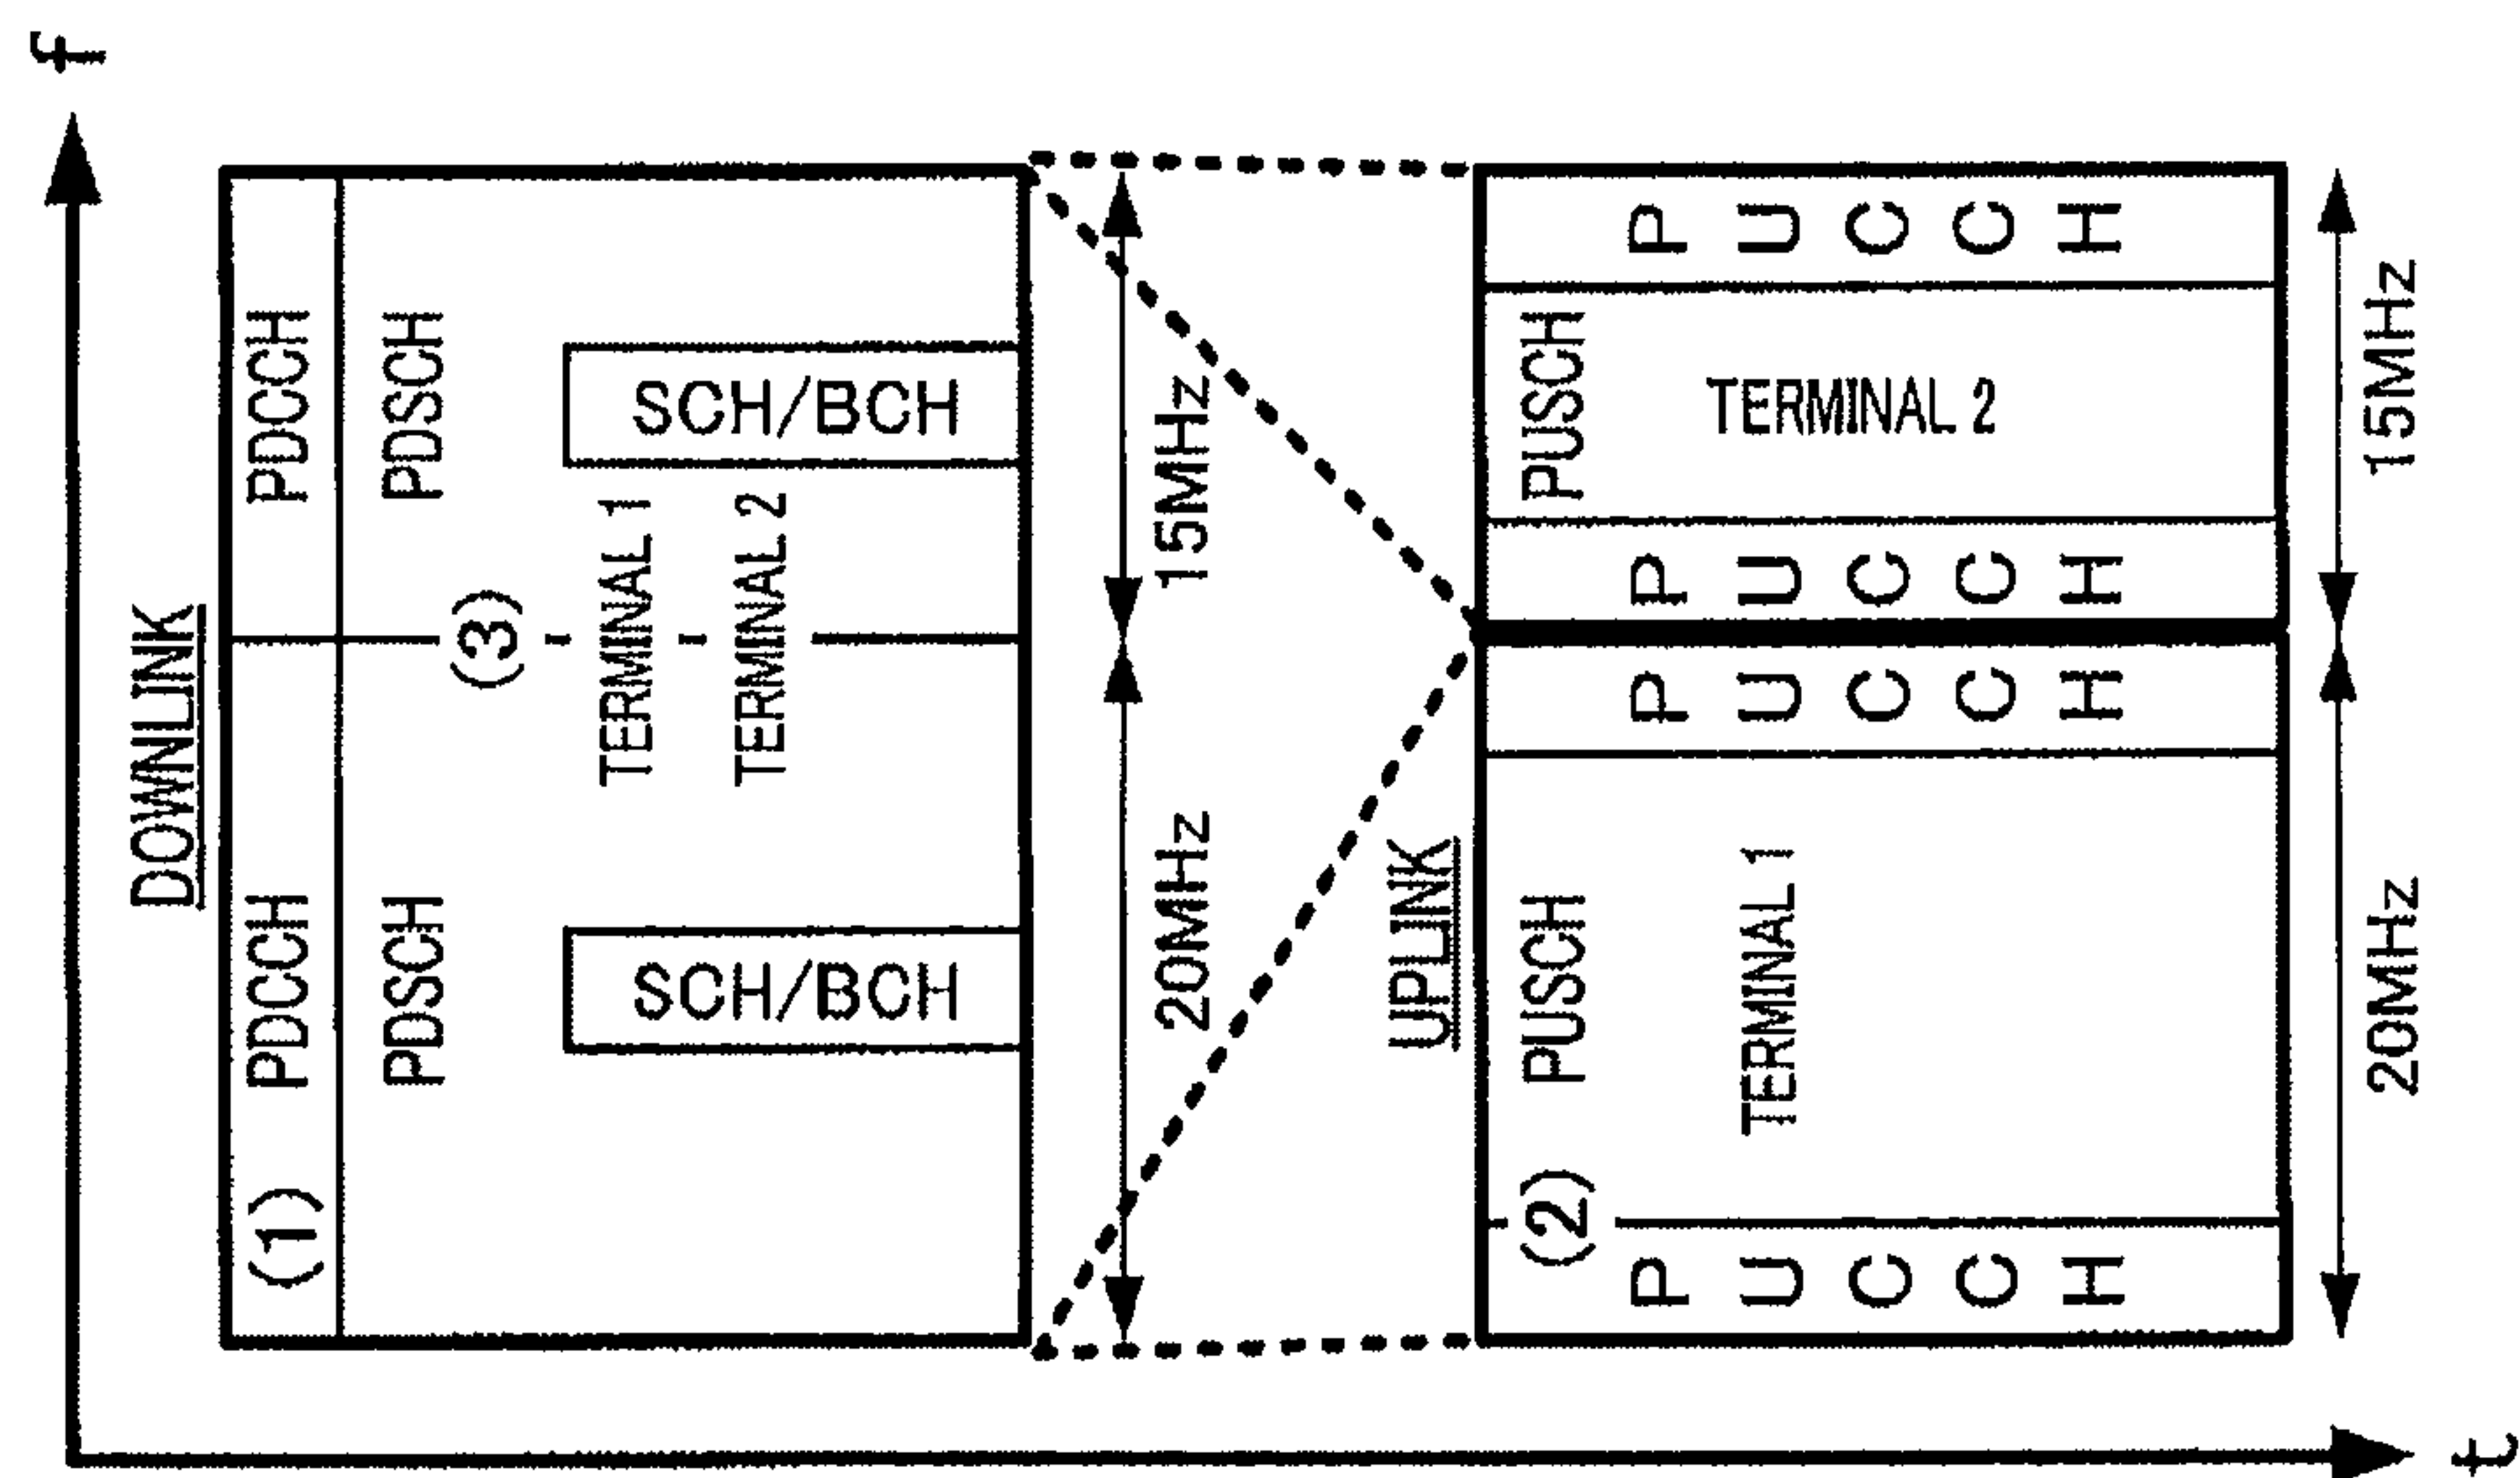 f
DOWNLINK
(1) PDCCH
PDCCH
PDSCH
PDSCH
(3)
TERMINAL 1
TERMINAL 2
SCH/BCH
SCH/BCH
20MHz
15MHz
UPLINK
(2) PUSCH
PUSCH
TERMINAL 1
TERMINAL 2
PUCCH
PUCCH
PUCCH
PUCCH
20MHz
15MHz
t